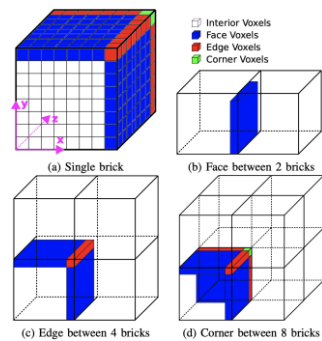 Interior Voxels
Face Voxels
Edge Voxels
Corner Voxels
y
z
x
(a) Single brick
(b) Face between 2 bricks
(c) Edge between 4 bricks
(d) Corner between 8 bricks